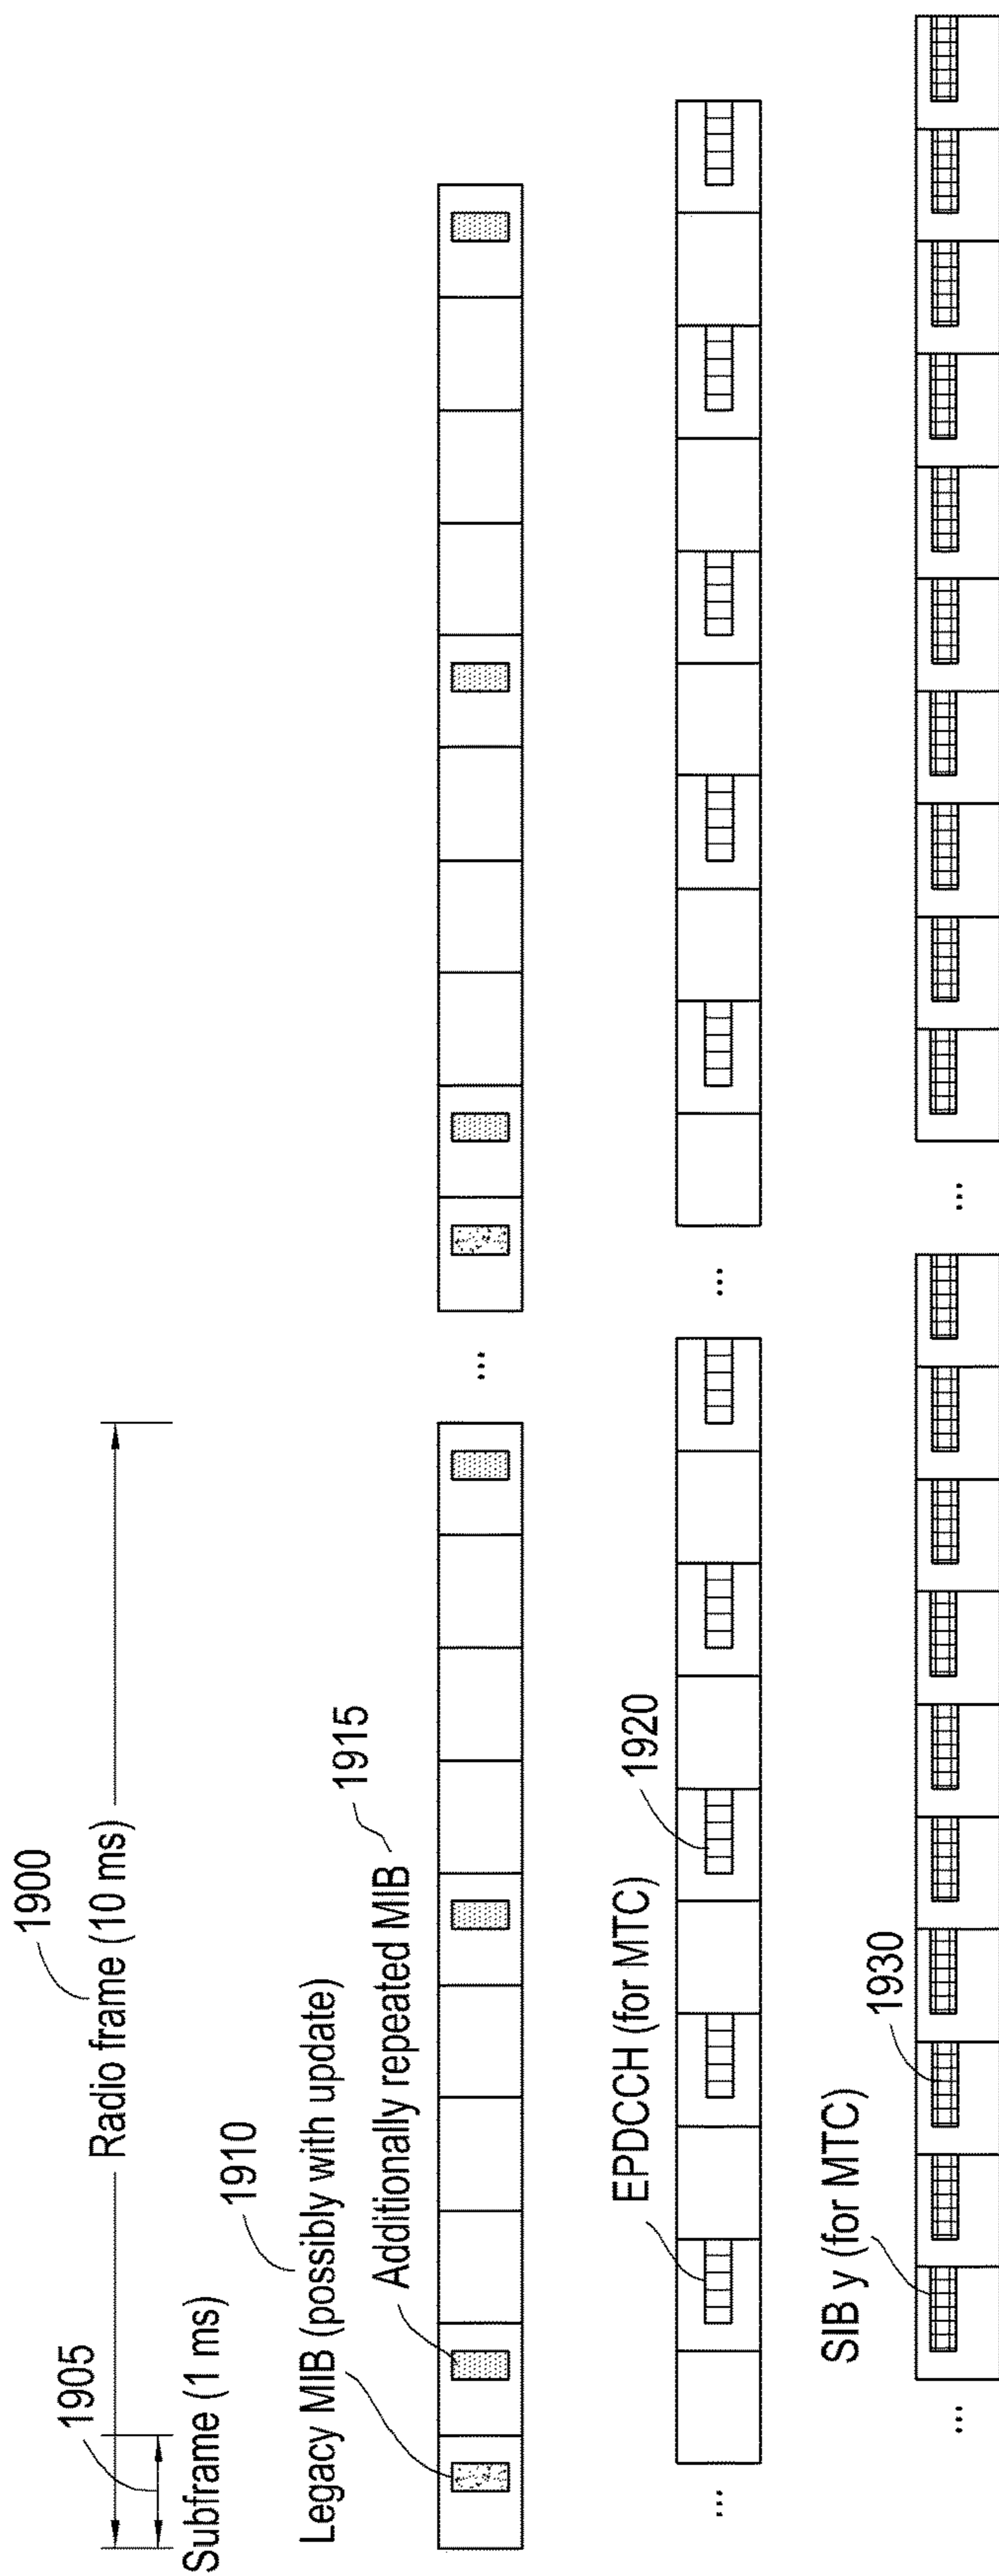 1900
Radio frame (10 ms)
1905
Subframe (1 ms)
1910
Legacy MIB (possibly with update)
1915
Additionally repeated MIB
...
EPDCCH (for MTC)
1920
...
...
SIB y (for MTC)
1930
...
...